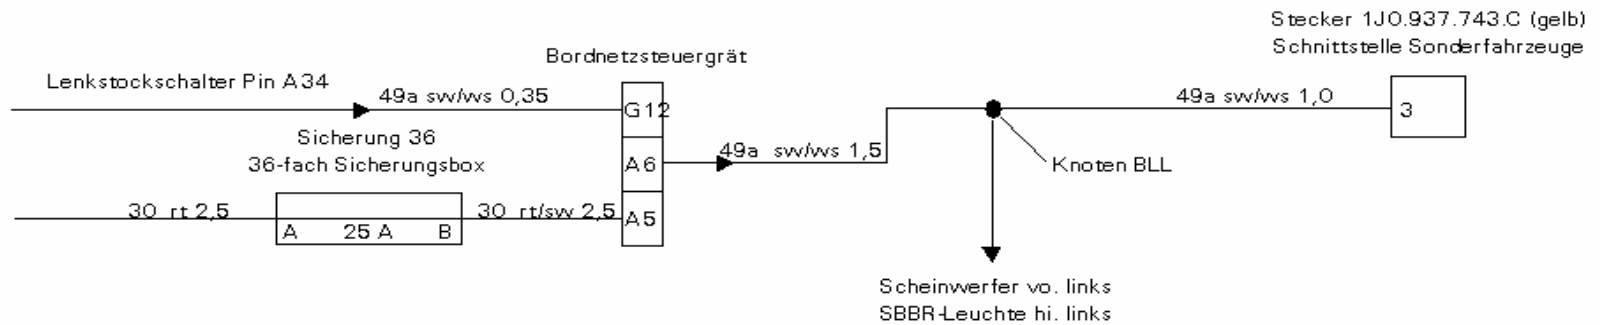 Stecker 1J0.937.743.C (gelb)
Schnittstelle Sonderfahrzeuge
Bordnetzsteuergrät
Lenkstockschalter Pin A34
49a sw/ws 0,35
G12
49a sw/ws 1,0
3
Sicherung 36
36-fach Sicherungsbox
A6
49a sw/ws 1,5
Knoten BLL
30 rt 2,5
A 25 A B
30 rt/sw 2,5
A5
Scheinwerfer vo. links
SBBR-Leuchte hi. links